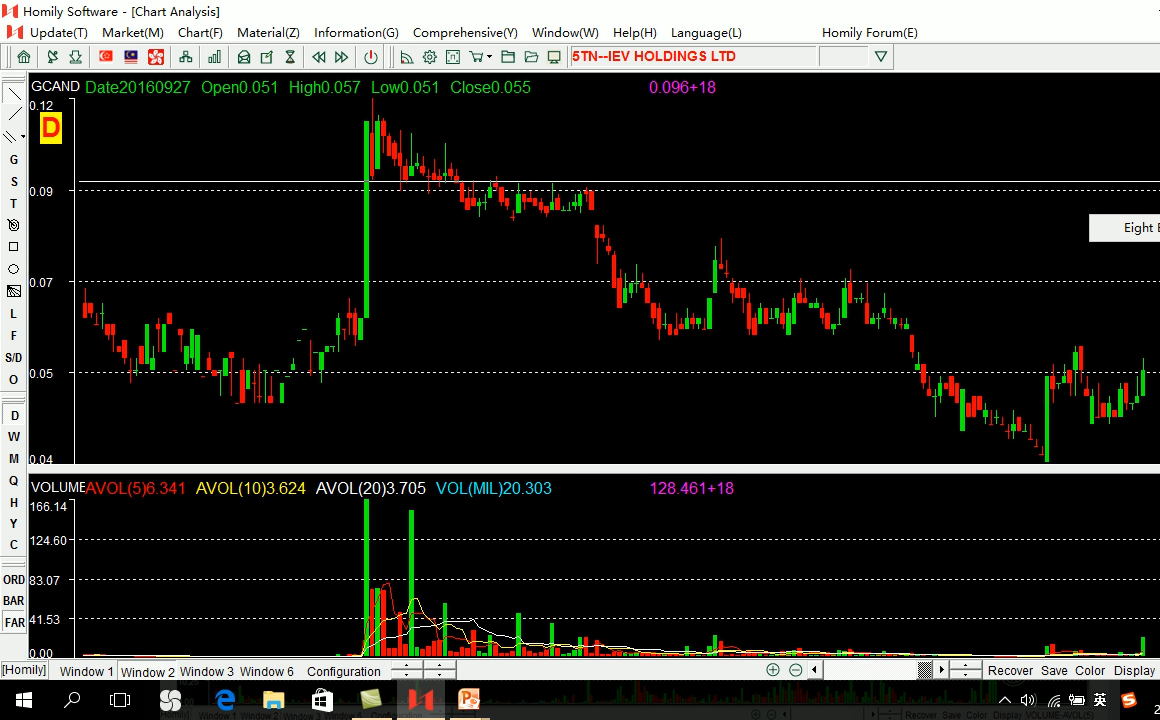 Homily Software - [Chart Analysis]
Update(T) Market(M) Chart(F) Material(Z) Information(G) Comprehensive(Y) Window(W) Help(H) Language(L) Homily Forum(E)
5TN--IEV HOLDINGS LTD
GCAND Date20160927 Open0.051 High0.057 Low0.051 Close0.055 0.096+18
0.12
D
G
S
T
0.09
Eight
0.07
L
F
S/D
0.05
O
D
W
M
0.04
Q
VOLUME AVOL(5)6.341 AVOL(10)3.624 AVOL(20)3.705 VOL(MIL)20.303 128.461+18
H
166.14
Y
124.60
C
ORD
83.07
BAR
41.53
FAR
0.00
[Homily] Window 1 Window 2 Window 3 Window 6 Configuration Recover Save Color Display
英